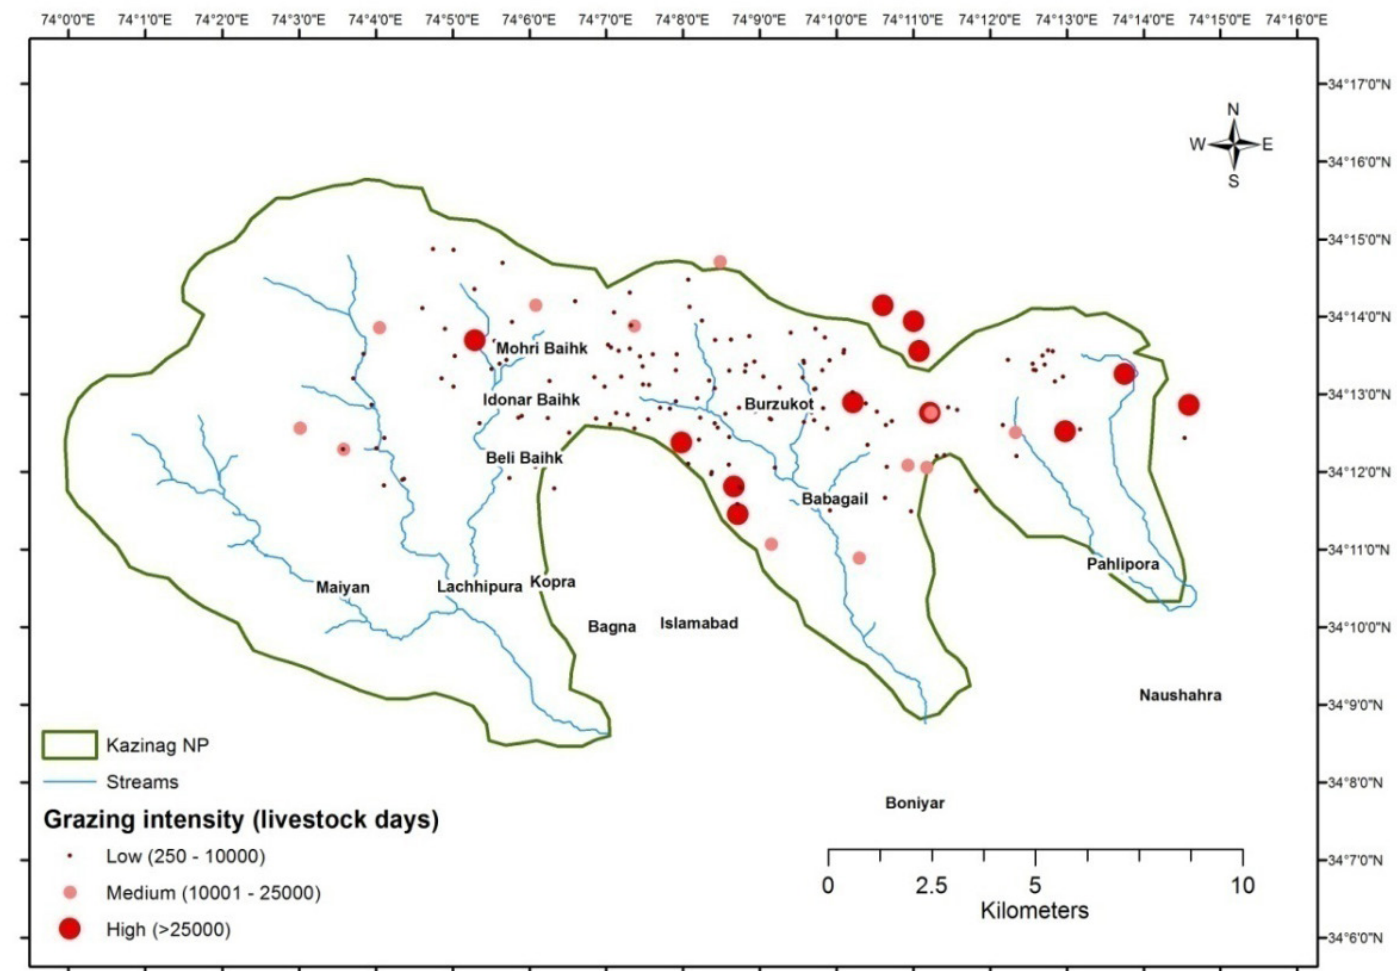 74°0'0"E 74°1'0"E 74°2'0"E 74°3'0"E 74°4'0"E 74°5'0"E 74°6'0"E 74°7'0"E 74°8'0"E 74°9'0"E 74°10'0"E 74°11'0"E 74°12'0"E 74°13'0"E 74°14'0"E 74°15'0"E 74°16'0"E
34°17'0"N
N
W E
S
34°16'0"N
34°15'0"N
34°14'0"N
Mohri Baihk
34°13'0"N
Idonar Baihk
Burzukot
Beli Baihk
34°12'0"N
Babagail
34°11'0"N
Pahlipora
Maiyan
Lachhipura
Kopra
Bagna
Islamabad
34°10'0"N
Naushahra
34°9'0"N
Kazinag NP
Streams
34°8'0"N
Boniyar
Grazing intensity (livestock days)
Low (250 - 10000)
34°7'0"N
Medium (10001 - 25000)
High (>25000)
0 2.5 5 10
Kilometers
34°6'0"N